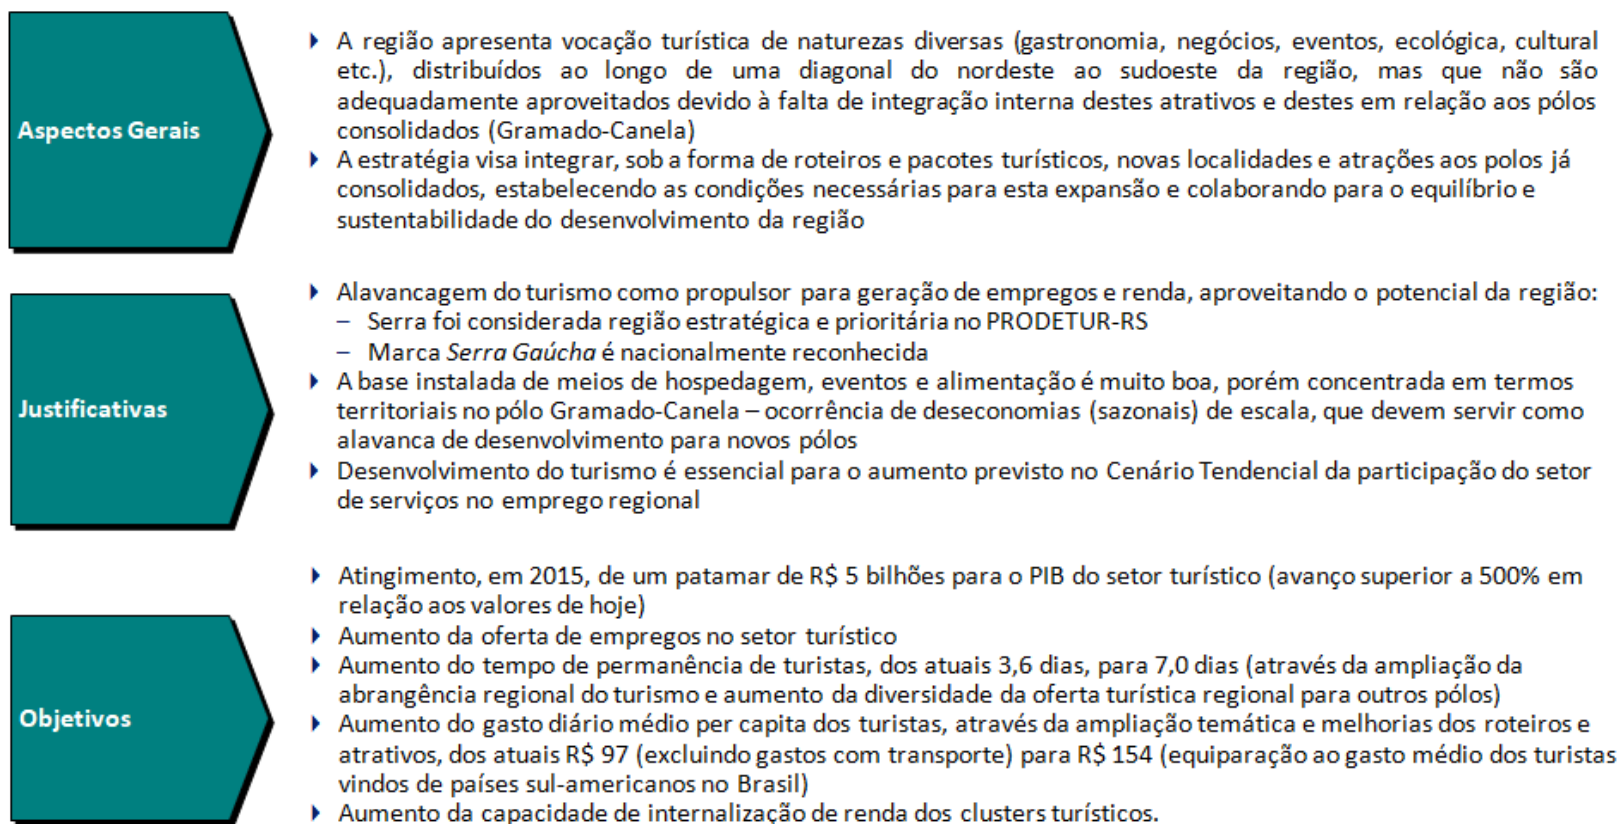 Aspectos Gerais
A região apresenta vocação turística de naturezas diversas (gastronomia, negócios, eventos, ecológica, cultural
etc.), distribuídos ao longo de uma diagonal do nordeste ao sudoeste da região, mas que não são
adequadamente aproveitados devido à falta de integração interna destes atrativos e destes em relação aos pólos
consolidados (Gramado-Canela)
A estratégia visa integrar, sob a forma de roteiros e pacotes turísticos, novas localidades e atrações aos polos já
consolidados, estabelecendo as condições necessárias para esta expansão e colaborando para o equilíbrio e
sustentabilidade do desenvolvimento da região
Justificativas
Alavancagem do turismo como propulsor para geração de empregos e renda, aproveitando o potencial da região:
– Serra foi considerada região estratégica e prioritária no PRODETUR-RS
– Marca Serra Gaúcha é nacionalmente reconhecida
A base instalada de meios de hospedagem, eventos e alimentação é muito boa, porém concentrada em termos
territoriais no pólo Gramado-Canela – ocorrência de deseconomias (sazonais) de escala, que devem servir como
alavanca de desenvolvimento para novos pólos
Desenvolvimento do turismo é essencial para o aumento previsto no Cenário Tendencial da participação do setor
de serviços no emprego regional
Objetivos
Atingimento, em 2015, de um patamar de R$ 5 bilhões para o PIB do setor turístico (avanço superior a 500% em
relação aos valores de hoje)
Aumento da oferta de empregos no setor turístico
Aumento do tempo de permanência de turistas, dos atuais 3,6 dias, para 7,0 dias (através da ampliação da
abrangência regional do turismo e aumento da diversidade da oferta turística regional para outros pólos)
Aumento do gasto diário médio per capita dos turistas, através da ampliação temática e melhorias dos roteiros e
atrativos, dos atuais R$ 97 (excluindo gastos com transporte) para R$ 154 (equiparação ao gasto médio dos turistas
vindos de países sul-americanos no Brasil)
Aumento da capacidade de internalização de renda dos clusters turísticos.